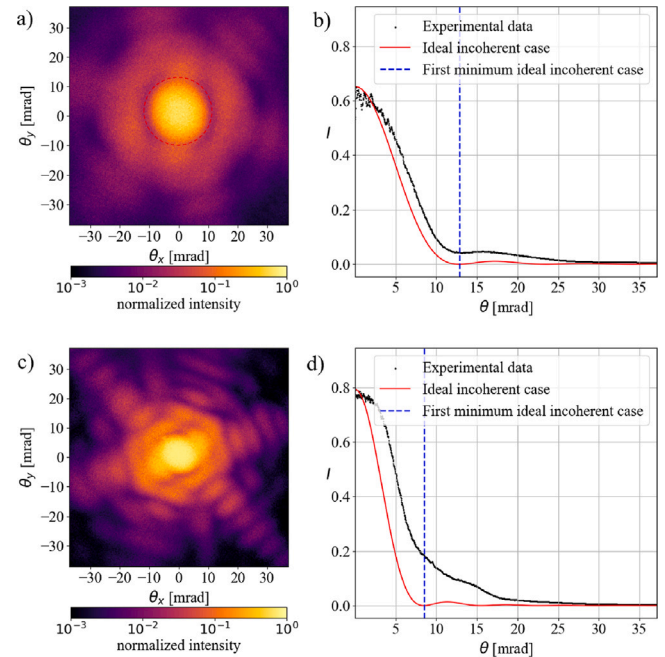 a)
30
20
10
0
−10
−20
−30
θy [mrad]
−30 −20 −10 0 10 20 30
θx [mrad]
10⁻³ 10⁻² 10⁻¹ 10⁰
normalized intensity
b)
Experimental data
Ideal incoherent case
First minimum ideal incoherent case
0.8
0.6
0.4
0.2
0.0
I
5 10 15 20 25 30 35
θ [mrad]
c)
30
20
10
0
−10
−20
−30
θy [mrad]
−30 −20 −10 0 10 20 30
θx [mrad]
10⁻³ 10⁻² 10⁻¹ 10⁰
normalized intensity
d)
Experimental data
Ideal incoherent case
First minimum ideal incoherent case
0.8
0.6
0.4
0.2
0.0
I
5 10 15 20 25 30 35
θ [mrad]